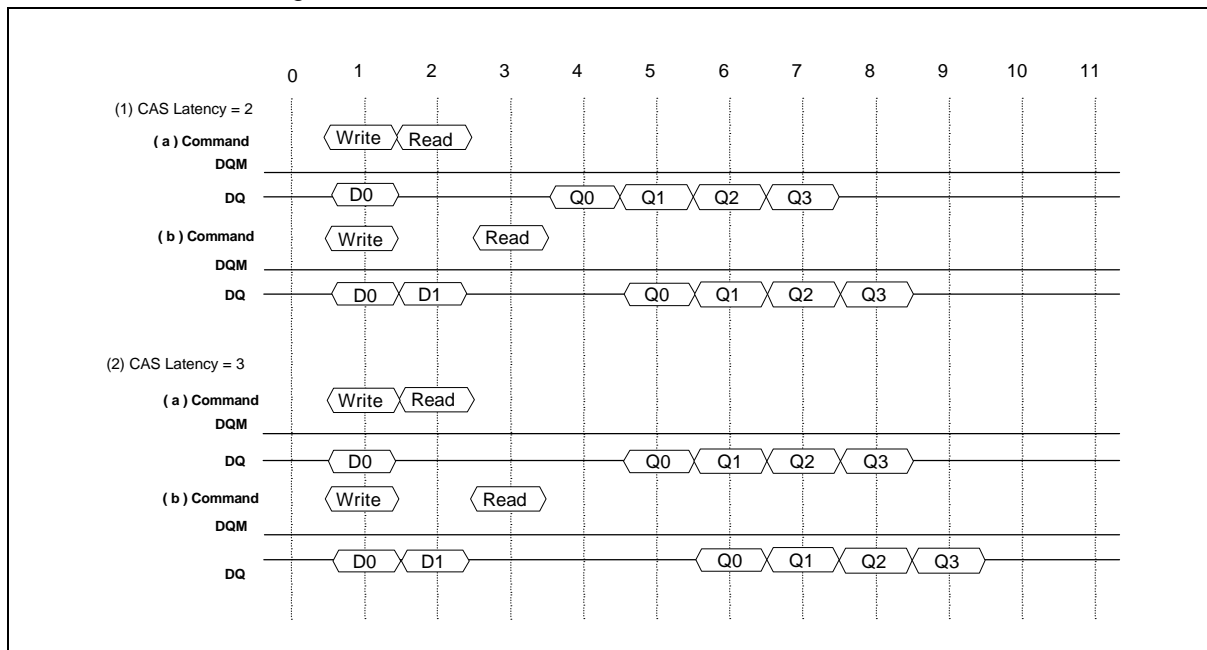 0 1 2 3 4 5 6 7 8 9 10 11
(1) CAS Latency = 2
( a ) Command Write Read
DQM
DQ D0 Q0 Q1 Q2 Q3
( b ) Command Write Read
DQM
DQ D0 D1 Q0 Q1 Q2 Q3
(2) CAS Latency = 3
( a ) Command Write Read
DQM
DQ D0 Q0 Q1 Q2 Q3
( b ) Command Write Read
DQM
DQ D0 D1 Q0 Q1 Q2 Q3